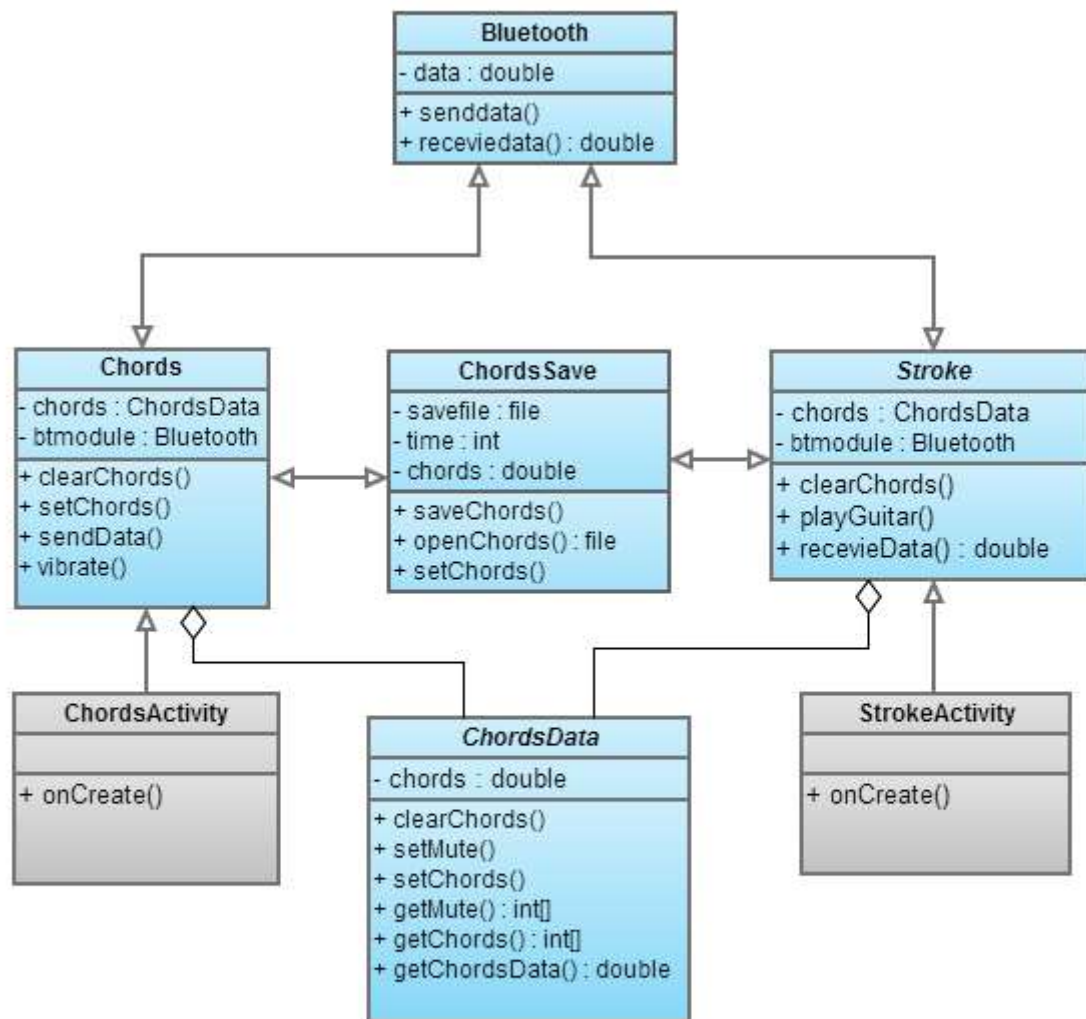 Bluetooth
- data : double
+ senddata()
+ receviedata() : double
Chords
- chords : ChordsData
- btmodule : Bluetooth
+ clearChords()
+ setChords()
+ sendData()
+ vibrate()
ChordsSave
- savefile : file
- time : int
- chords : double
+ saveChords()
+ openChords() : file
+ setChords()
Stroke
- chords : ChordsData
- btmodule : Bluetooth
+ clearChords()
+ playGuitar()
+ recevieData() : double
ChordsActivity
+ onCreate()
ChordsData
- chords : double
+ clearChords()
+ setMute()
+ setChords()
+ getMute() : int[]
+ getChords() : int[]
+ getChordsData() : double
StrokeActivity
+ onCreate()